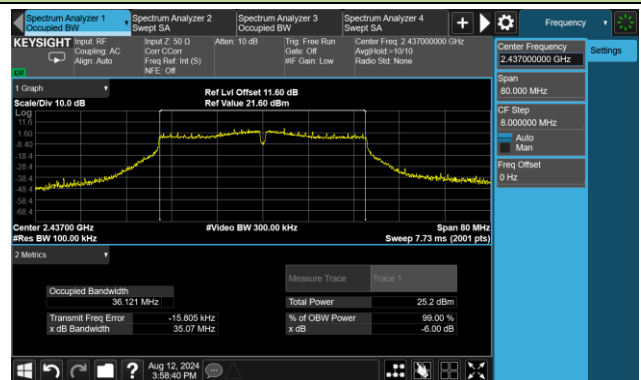 Spectrum Analyzer 1
Occupied BW
Spectrum Analyzer 2
Swept SA
Spectrum Analyzer 3
Occupied BW
Spectrum Analyzer 4
Swept SA
Frequency
KEYSIGHT
Input: RF
Coupling: AC
Align: Auto
Input Z: 50 Ω
Corr CCorr
Freq Ref: Int (S)
NFE: Off
Atten: 10 dB
Trig: Free Run
Gate: Off
#IF Gain: Low
Center Freq: 2.437000000 GHz
Avg|Hold:>10/10
Radio Std: None
Center Frequency
2.437000000 GHz
Settings
Span
80.000 MHz
CF Step
8.000000 MHz
Auto
Man
Freq Offset
0 Hz
1 Graph
Scale/Div 10.0 dB
Ref Lvl Offset 11.60 dB
Ref Value 21.60 dBm
Log
11.6
1.60
-8.40
-18.4
-28.4
-38.4
-48.4
-58.4
-68.4
Center 2.43700 GHz
#Video BW 300.00 kHz
Span 80 MHz
#Res BW 100.00 kHz
Sweep 7.73 ms (2001 pts)
2 Metrics
Measure Trace
Trace 1
Occupied Bandwidth
36.121 MHz
Total Power
25.2 dBm
Transmit Freq Error
-15.805 kHz
% of OBW Power
99.00 %
x dB Bandwidth
35.07 MHz
x dB
-6.00 dB
?
Aug 12, 2024
3:58:40 PM